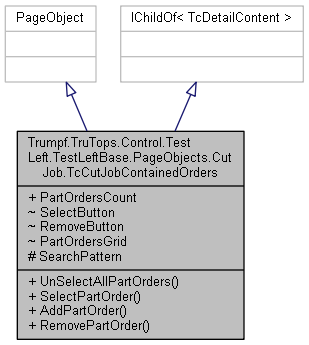 PageObject
IChildOf< TcDetailContent >
Trumpf.TruTops.Control.Test
Left.TestLeftBase.PageObjects.Cut
Job.TcCutJobContainedOrders
+ PartOrdersCount
~ SelectButton
~ RemoveButton
~ PartOrdersGrid
# SearchPattern
+ UnSelectAllPartOrders()
+ SelectPartOrder()
+ AddPartOrder()
+ RemovePartOrder()